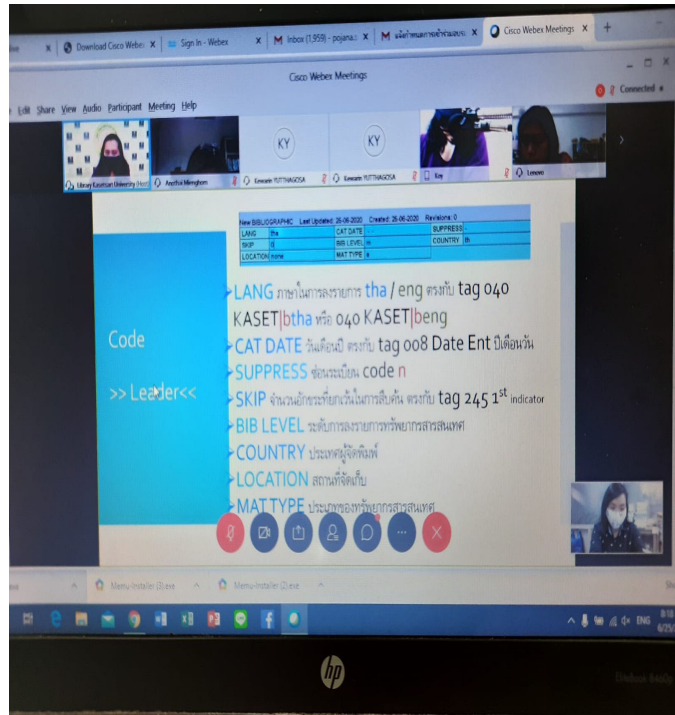 Download Cisco Webex
Sign In - Webex
Inbox (1,959) - pojana.s
Cisco Webex Meetings
Cisco Webex Meetings
Connected
Edit Share View Audio Participant Meeting Help
KY
KY
Library Kasetsart University (Host)
Kewarin YUTTHAGOSA
Kewarin YUTTHAGOSA
Koy
Lenovo
New BIBLIOGRAPHIC Last Updated: 25-06-2020 Created: 25-06-2020 Revisions: 0
LANG tha CAT DATE - - SUPPRESS -
SKIP 0 BIB LEVEL m COUNTRY th
LOCATION none MAT TYPE a
Code
>> Leader<<
LANG ภาษาในการลงรายการ tha / eng ตรงกับ tag 040
KASET|btha หรือ 040 KASET|beng
CAT DATE วันเดือนปี ตรงกับ tag 008 Date Ent ปีเดือนวัน
SUPPRESS ซ่อนระเบียน code n
SKIP จำนวนอักขระที่ยกเว้นในการสืบค้น ตรงกับ tag 245 1st indicator
BIB LEVEL ระดับการลงรายการทรัพยากรสารสนเทศ
COUNTRY ประเทศผู้จัดพิมพ์
LOCATION สถานที่จัดเก็บ
MAT TYPE ประเภทของทรัพยากรสารสนเทศ
Memu-Installer (3).exe
Memu-Installer (2).exe
ENG
hp
EliteBook